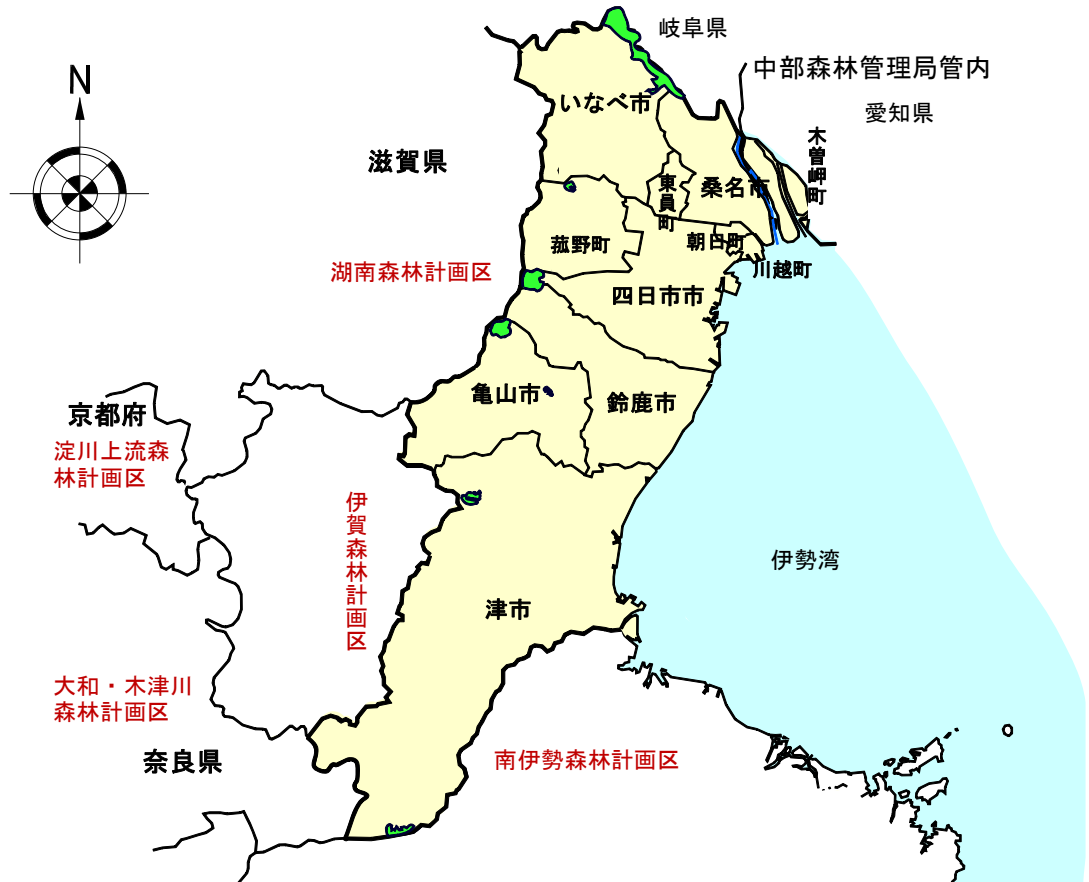 岐阜県
N
中部森林管理局管内
いなべ市
愛知県
木曽岬町
滋賀県
東員町
桑名市
菰野町
朝日町
湖南森林計画区
川越町
四日市市
亀山市
鈴鹿市
京都府
淀川上流森
林計画区
伊賀森林計画区
伊勢湾
津市
大和・木津川
森林計画区
奈良県
南伊勢森林計画区